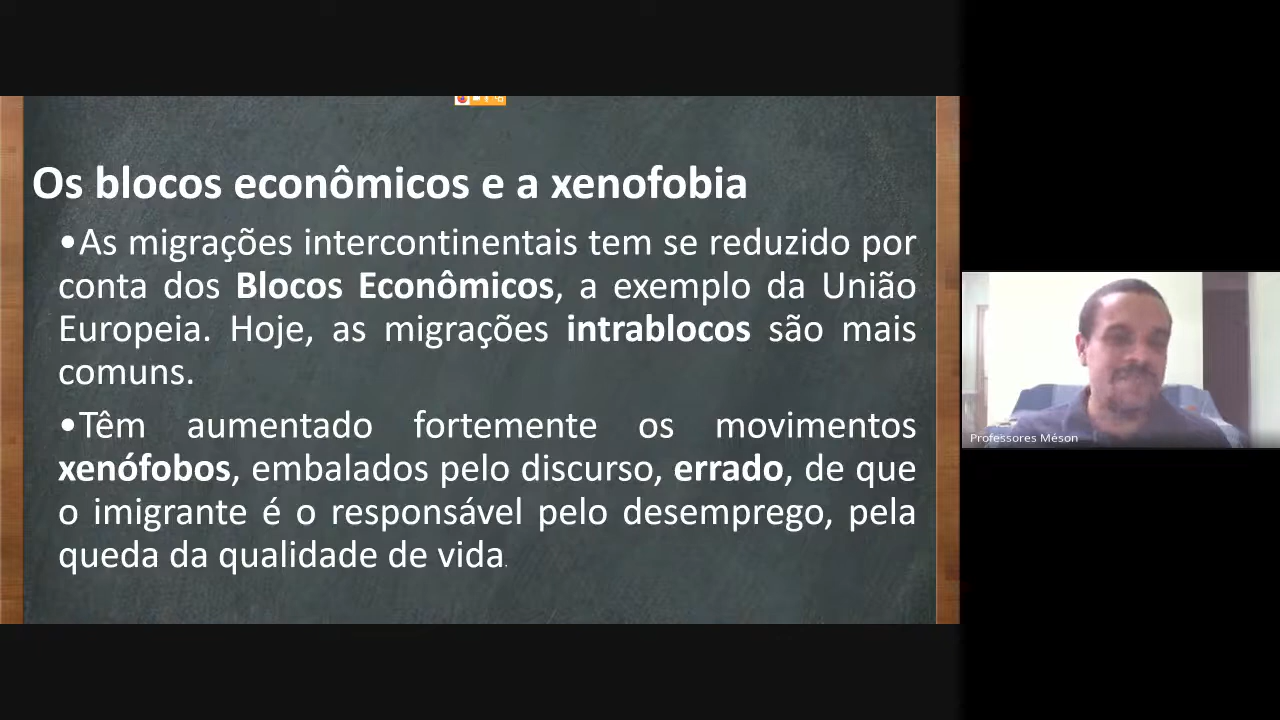 Os blocos econômicos e a xenofobia
•As migrações intercontinentais tem se reduzido por
conta dos Blocos Econômicos, a exemplo da União
Europeia. Hoje, as migrações intrablocos são mais
comuns.
•Têm aumentado fortemente os movimentos
xenófobos, embalados pelo discurso, errado, de que
o imigrante é o responsável pelo desemprego, pela
queda da qualidade de vida.
Professores Méson